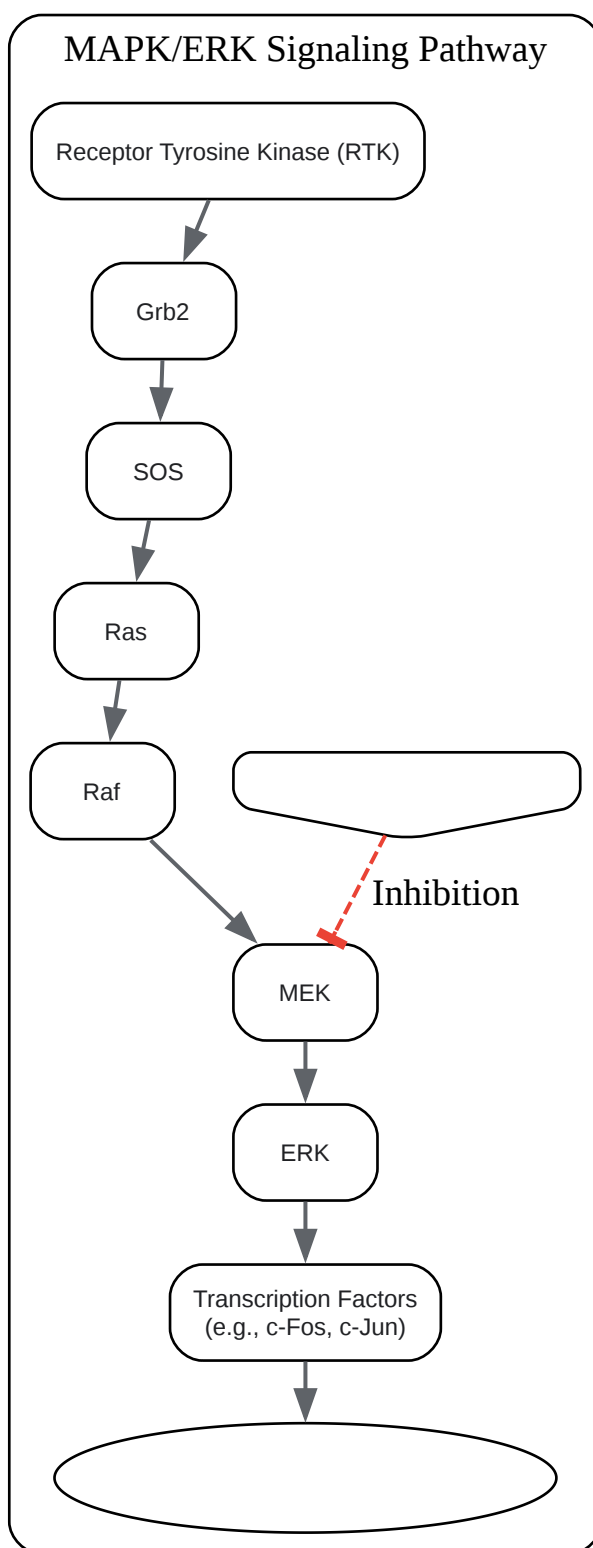 MAPK/ERK Signaling Pathway
Receptor Tyrosine Kinase (RTK)
Grb2
SOS
Ras
Raf
Inhibition
MEK
ERK
Transcription Factors
(e.g., c-Fos, c-Jun)